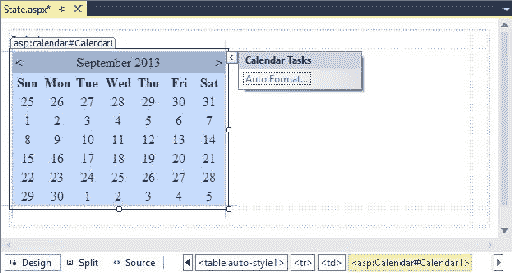 State.aspx*
asp:calendar#Calendar1
< September 2013 >
Calendar Tasks
Auto Format...
Sun Mon Tue Wed Thu Fri Sat
25 26 27 28 29 30 31
1 2 3 4 5 6 7
8 9 10 11 12 13 14
15 16 17 18 19 20 21
22 23 24 25 26 27 28
29 30 1 2 3 4 5
Design Split Source <table.auto-style1> <tr> <td> <asp:Calendar#Calendar1>